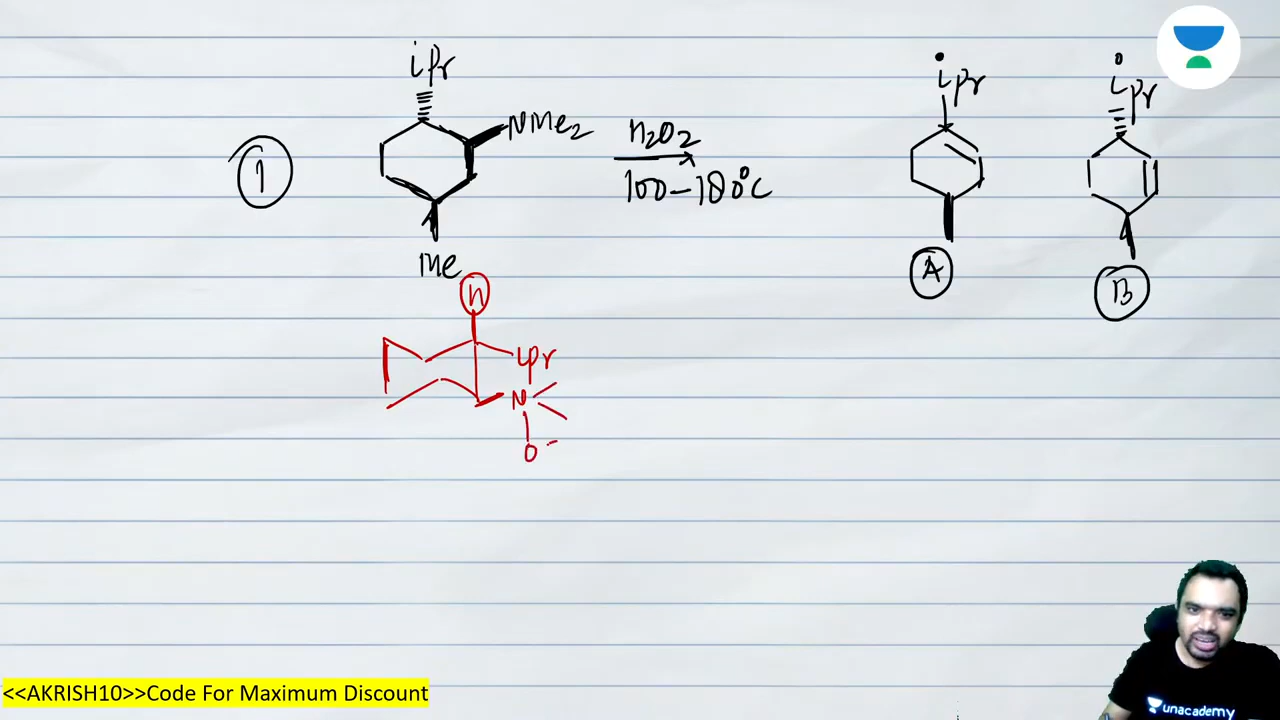 iPr
NMe2
1
H2O2
100-180°C
Me
iPr
A
iPr
B
H
iPr
N
O-
unacademy
<<AKRISH10>>Code For Maximum Discount